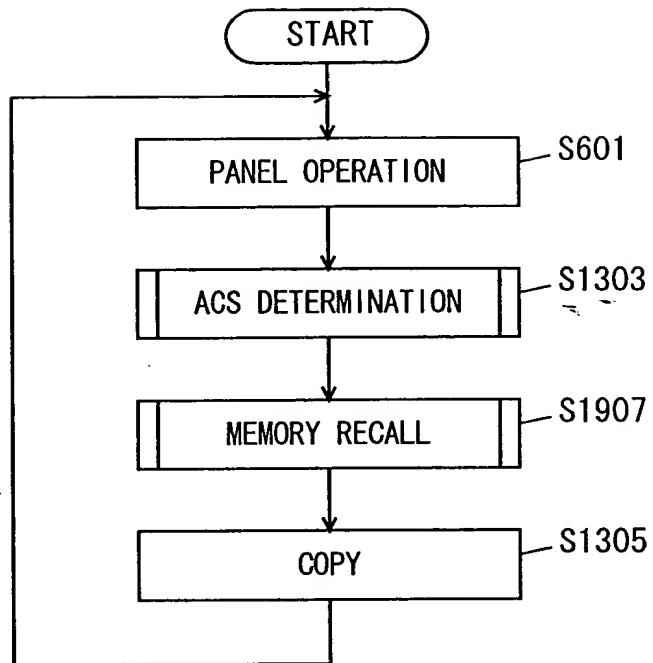 START
PANEL OPERATION
S601
ACS DETERMINATION
S1303
MEMORY RECALL
S1907
COPY
S1305